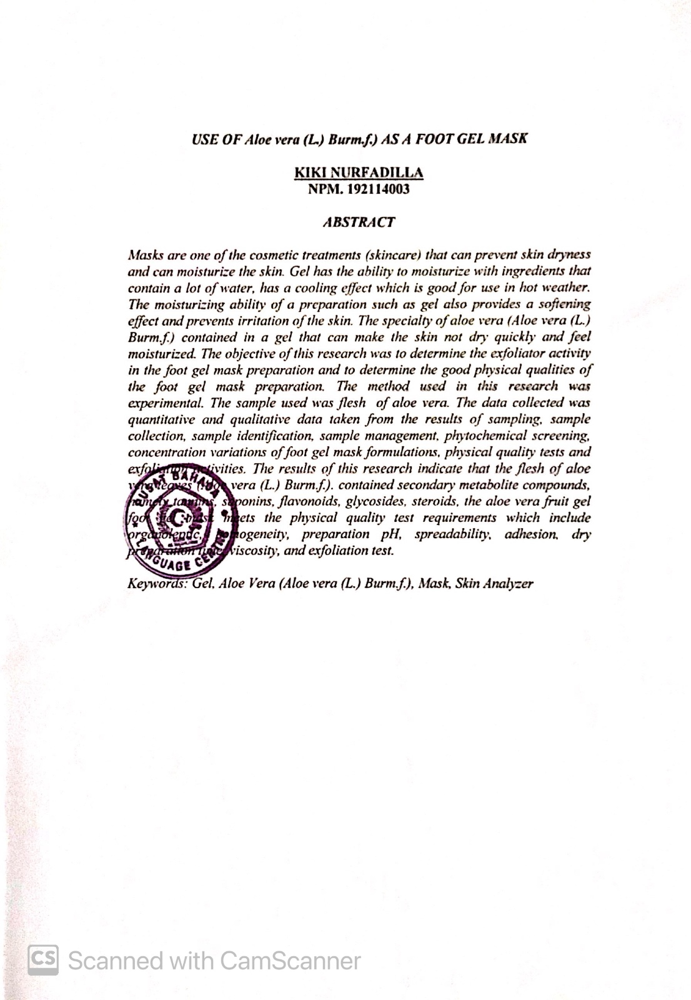 USE OF Aloe vera (L.) Burm.f.) AS A FOOT GEL MASK
KIKI NURFADILLA
NPM. 192114003
ABSTRACT
Masks are one of the cosmetic treatments (skincare) that can prevent skin dryness
and can moisturize the skin. Gel has the ability to moisturize with ingredients that
contain a lot of water, has a cooling effect which is good for use in hot weather.
The moisturizing ability of a preparation such as gel also provides a softening
effect and prevents irritation of the skin. The specialty of aloe vera (Aloe vera (L.)
Burm.f.) contained in a gel that can make the skin not dry quickly and feel
moisturized. The objective of this research was to determine the exfoliator activity
in the foot gel mask preparation and to determine the good physical qualities of
the foot gel mask preparation. The method used in this research was
experimental. The sample used was flesh of aloe vera. The data collected was
quantitative and qualitative data taken from the results of sampling, sample
collection, sample identification, sample management, phytochemical screening,
concentration variations of foot gel mask formulations, physical quality tests and
exfoliation activities. The results of this research indicate that the flesh of aloe
vera leaves (Aloe vera (L.) Burm.f.). contained secondary metabolite compounds,
namely tannins, saponins, flavonoids, glycosides, steroids, the aloe vera fruit gel
foot gel mask meets the physical quality test requirements which include
organoleptic, homogeneity, preparation pH, spreadability, adhesion, dry
preparation time, viscosity, and exfoliation test.
Keywords: Gel, Aloe Vera (Aloe vera (L.) Burm.f.), Mask, Skin Analyzer
PUSAT BAHASA
LANGUAGE CENTRE
CS Scanned with CamScanner